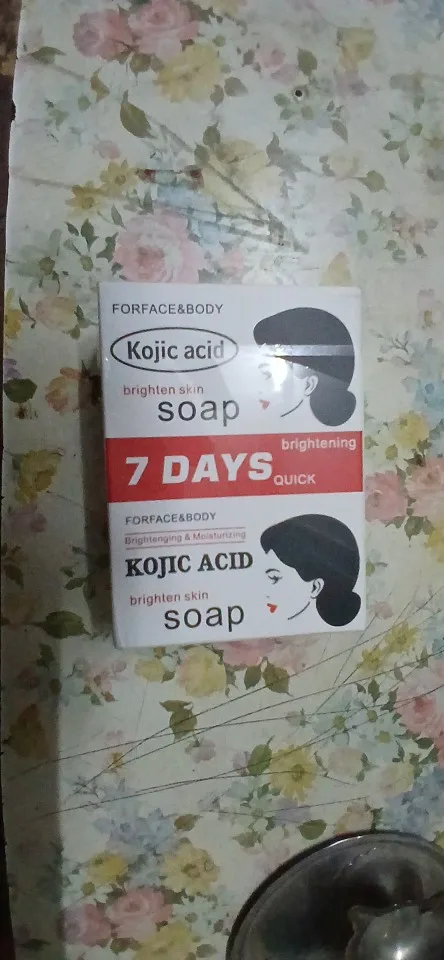 FORFACE&BODY
Kojic acid
brighten skin
soap
brightening
7 DAYS
QUICK
FORFACE&BODY
Brightenging & Moisturizing
KOJIC ACID
brighten skin
soap